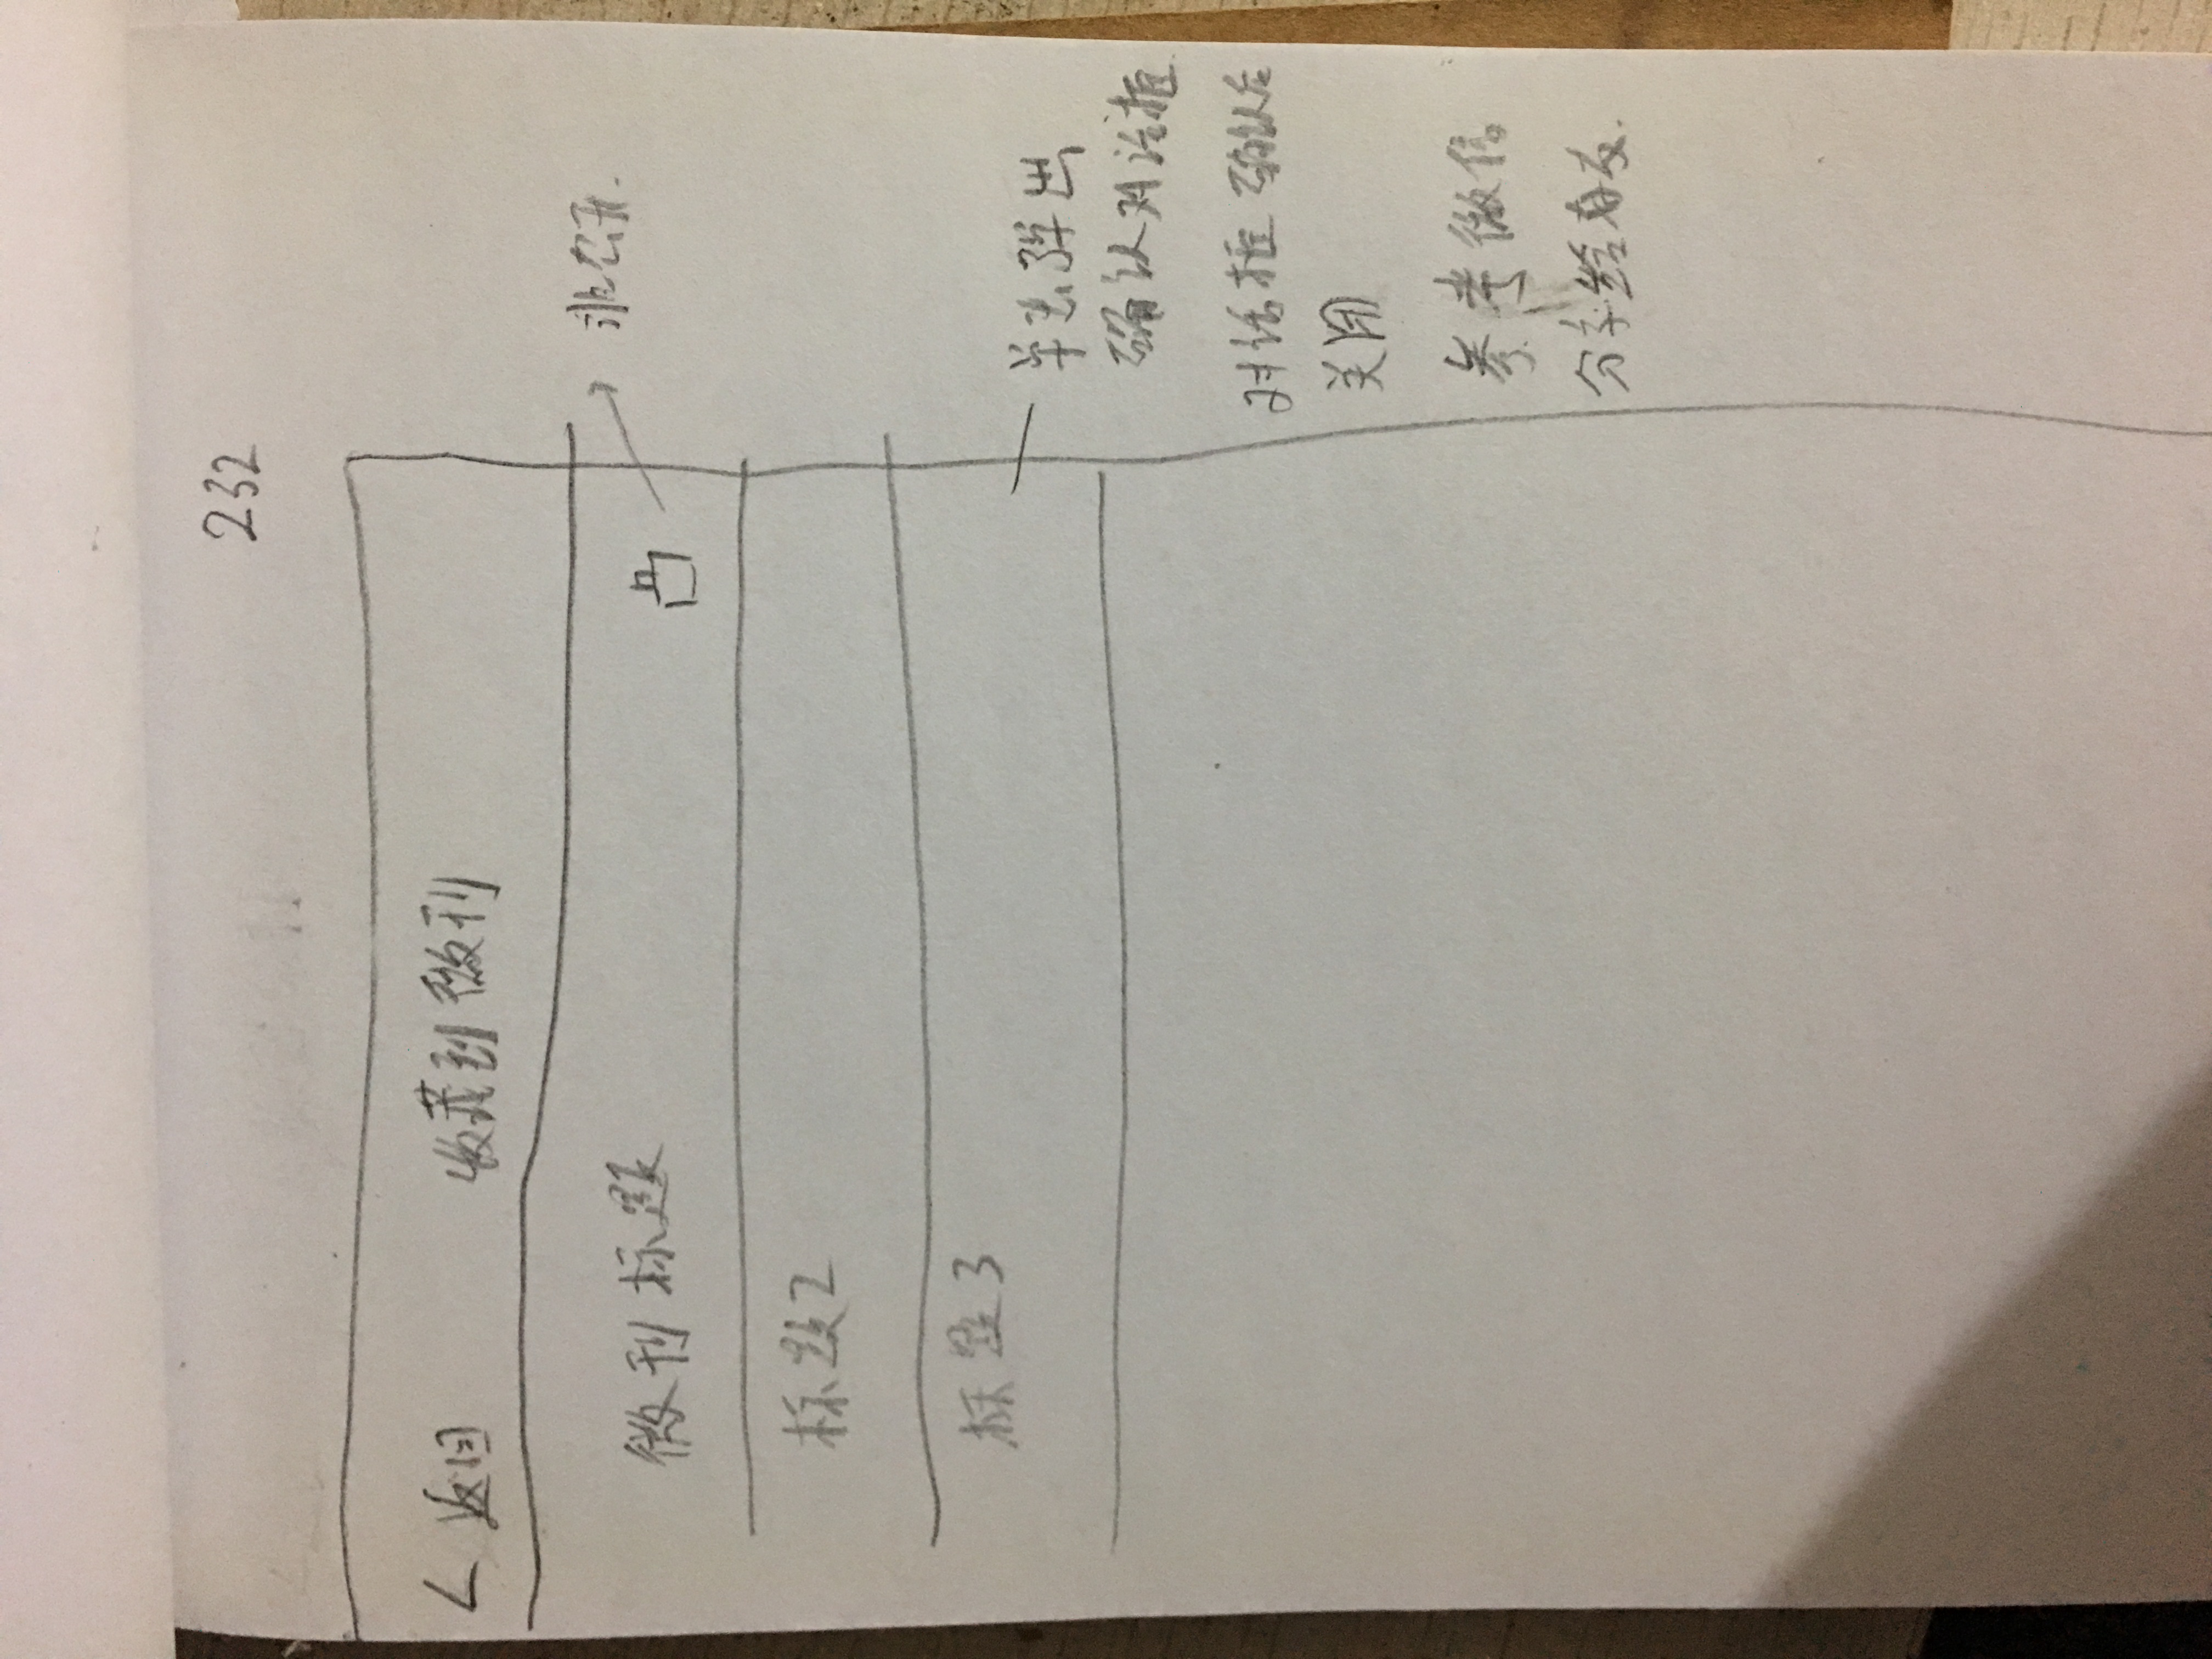 232
< 返回 收藏到微刊
非公开.
微刊标题
标题2
标题3
单击弹出
确认对话框
对话框确认后
关闭
参考微信
分享给朋友.